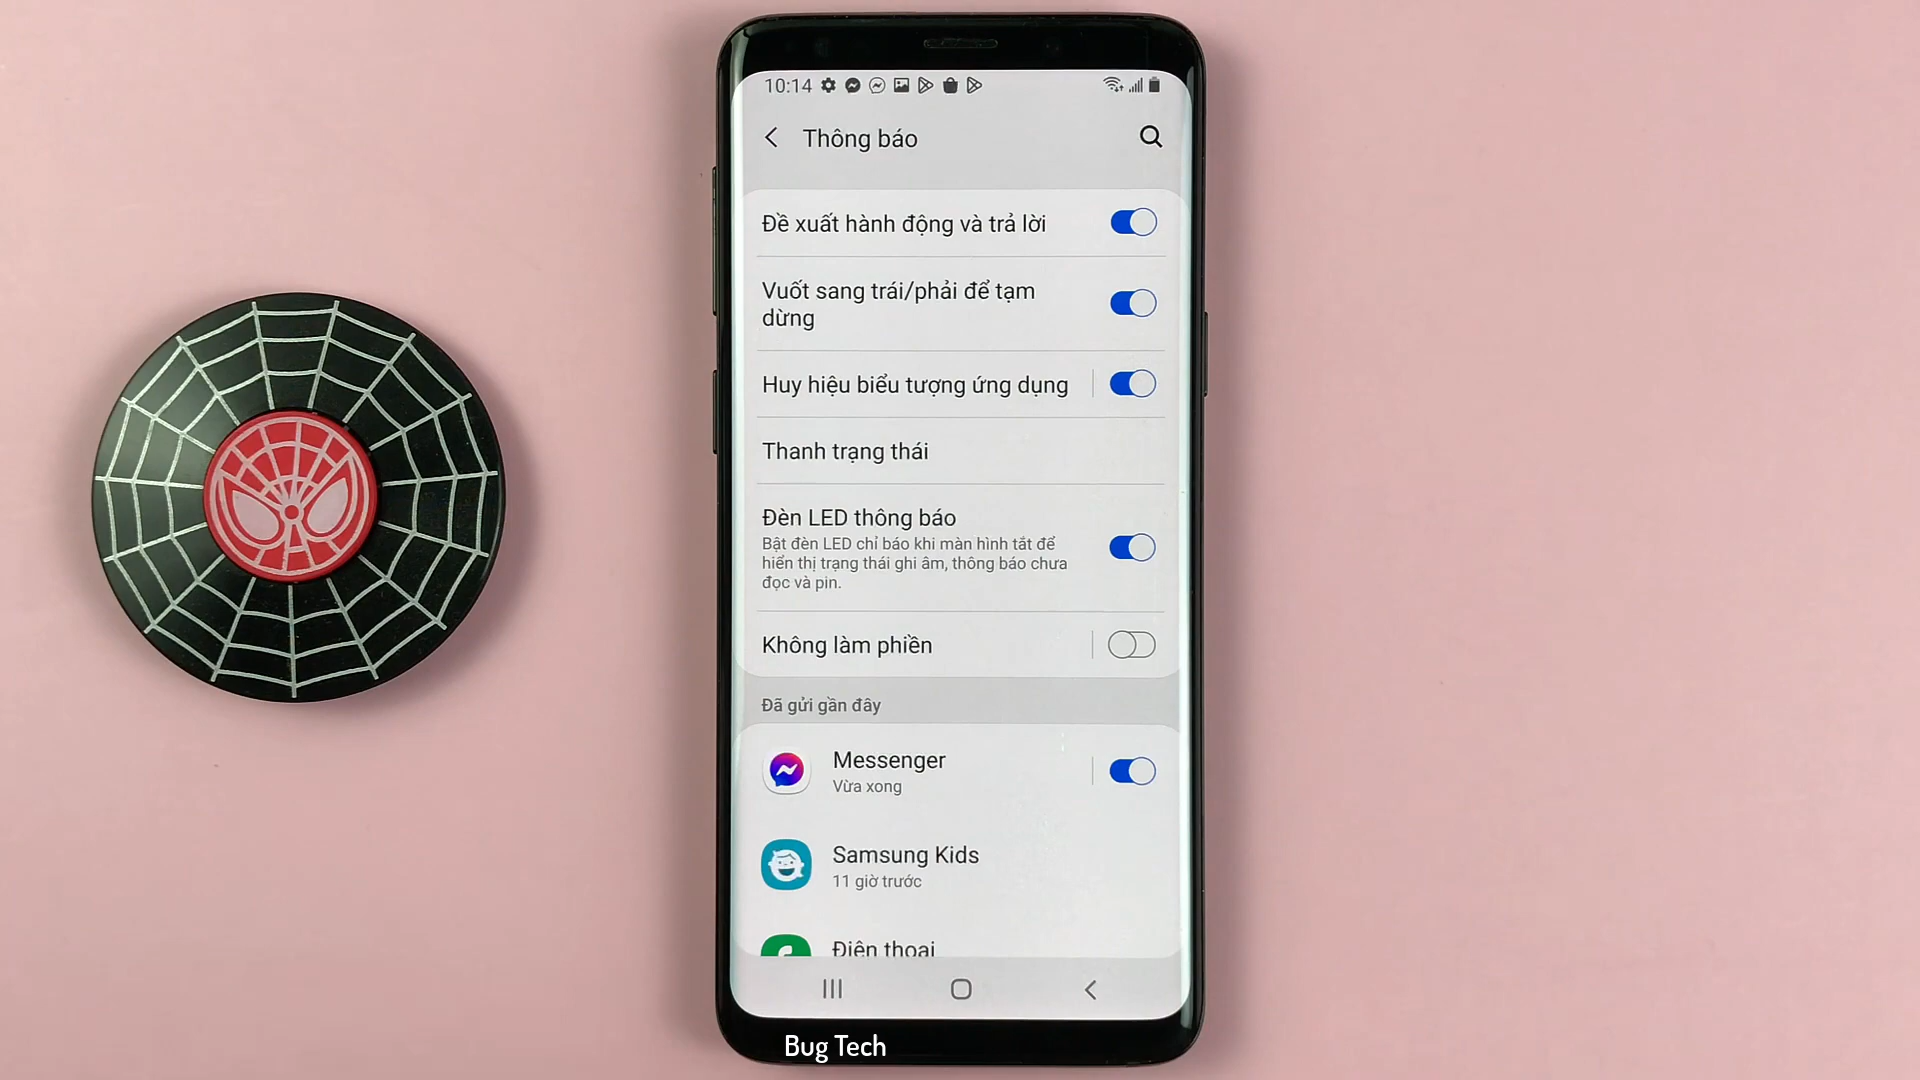 10:14
Thông báo
Đề xuất hành động và trả lời
Vuốt sang trái/phải để tạm
dừng
Huy hiệu biểu tượng ứng dụng
Thanh trạng thái
Đèn LED thông báo
Bật đèn LED chỉ báo khi màn hình tắt để
hiển thị trạng thái ghi âm, thông báo chưa
đọc và pin.
Không làm phiền
Đã gửi gần đây
Messenger
Vừa xong
Samsung Kids
11 giờ trước
Điện thoại
Bug Tech